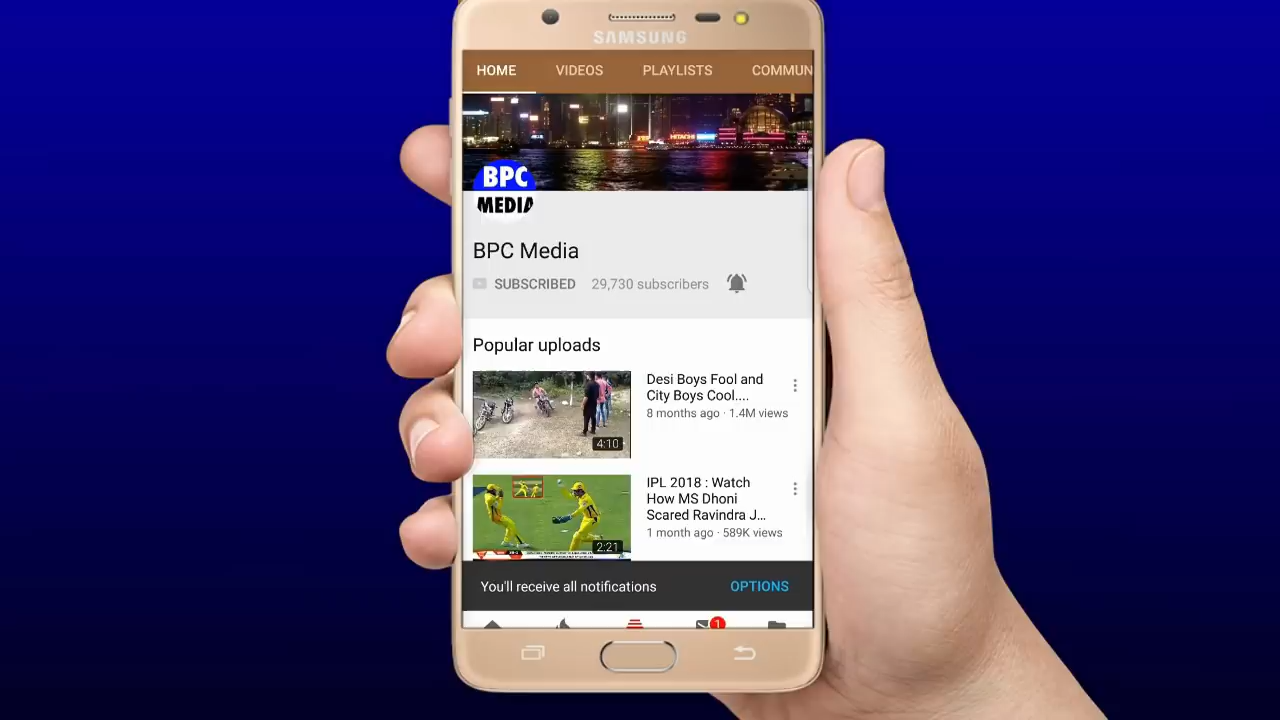 SAMSUNG
HOME VIDEOS PLAYLISTS COMMUN
HITACHI
BPC
MEDIA
BPC Media
SUBSCRIBED 29,730 subscribers
Popular uploads
Desi Boys Fool and
City Boys Cool....
8 months ago · 1.4M views
4:10
IPL 2018 : Watch
How MS Dhoni
Scared Ravindra J...
1 month ago · 589K views
2:21
You'll receive all notifications OPTIONS
1